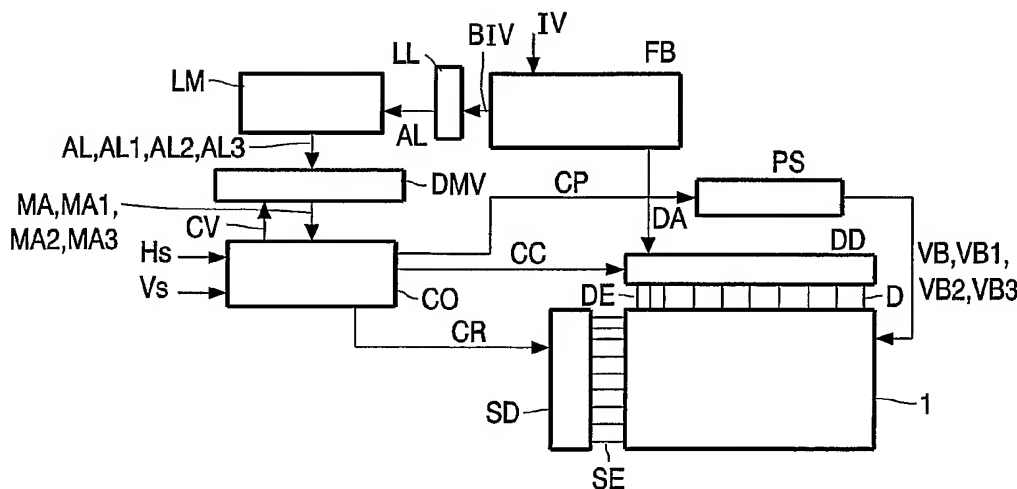 IV
BIV
LL
FB
LM
AL
AL,AL1,AL2,AL3
PS
DMV
CP
MA,MA1,
MA2,MA3
CV
DA
Hs
DD
VB,VB1,
VB2,VB3
CC
Vs
CO
DE
D
CR
SD
1
SE